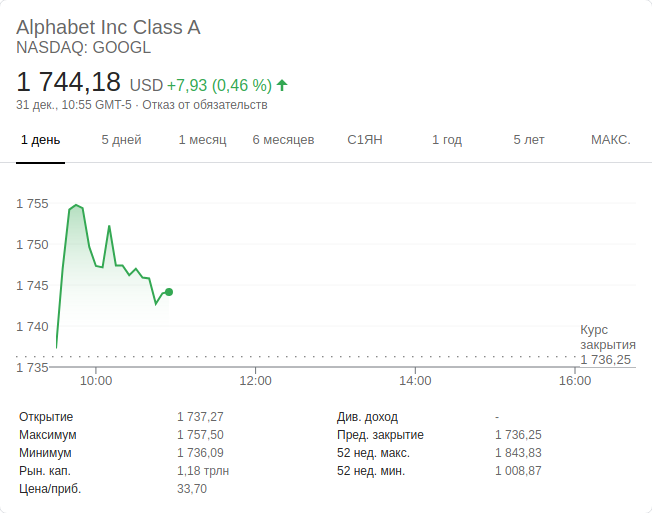 Alphabet Inc Class A
NASDAQ: GOOGL
1 744,18 USD +7,93 (0,46 %)
31 дек., 10:55 GMT-5 · Отказ от обязательств
1 день 5 дней 1 месяц 6 месяцев С1ЯН 1 год 5 лет МАКС.
1 755
1 750
1 745
1 740
Курс
закрытия
1 736,25
1 735
10:00 12:00 14:00 16:00
Открытие 1 737,27 Див. доход -
Максимум 1 757,50 Пред. закрытие 1 736,25
Минимум 1 736,09 52 нед. макс. 1 843,83
Рын. кап. 1,18 трлн 52 нед. мин. 1 008,87
Цена/приб. 33,70